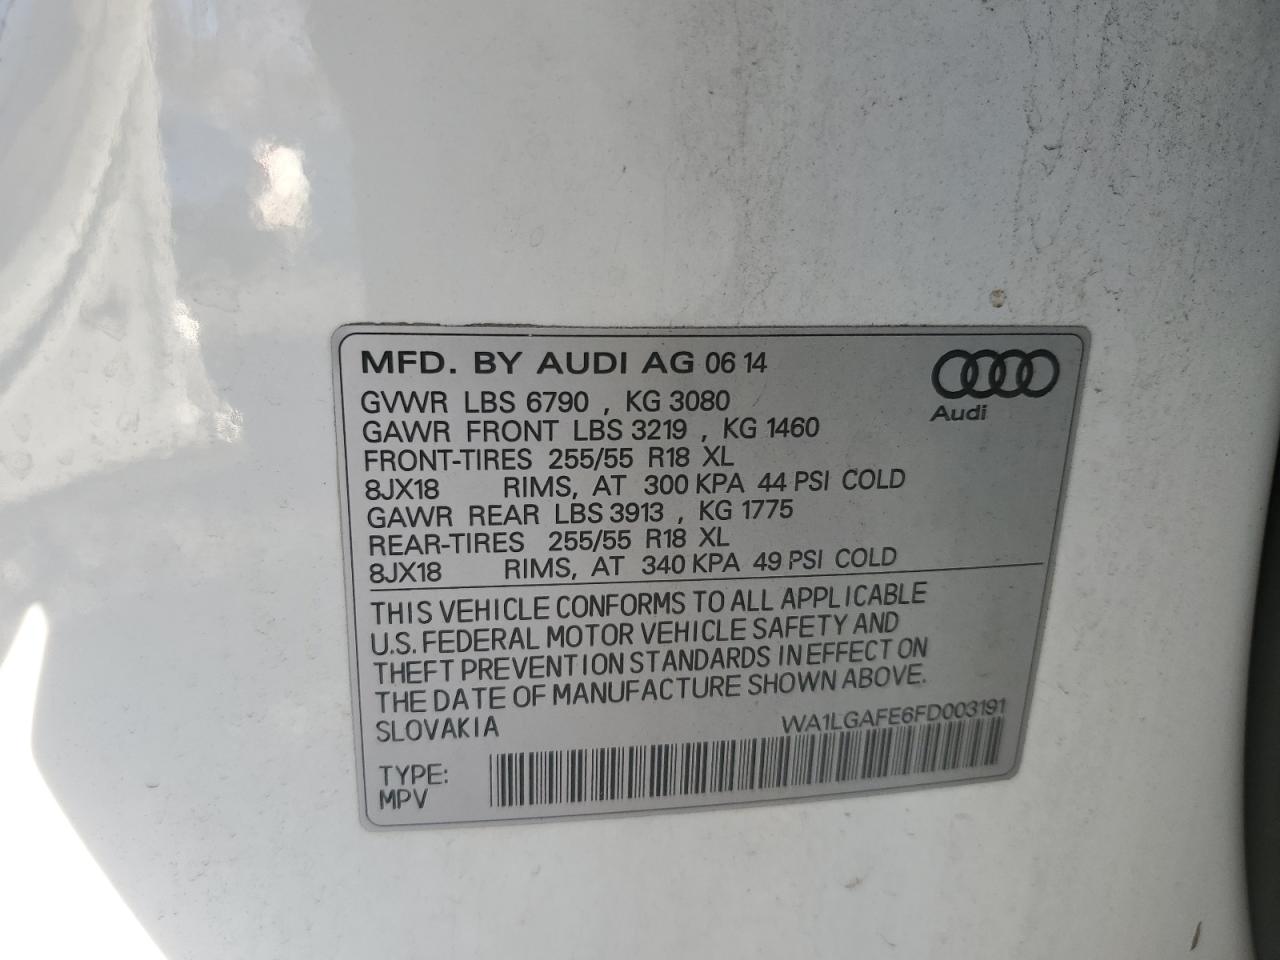 MFD. BY AUDI AG 06 14
GVWR LBS 6790 , KG 3080
GAWR FRONT LBS 3219 , KG 1460
FRONT-TIRES 255/55 R18 XL
8JX18 RIMS, AT 300 KPA 44 PSI COLD
GAWR REAR LBS 3913 , KG 1775
REAR-TIRES 255/55 R18 XL
8JX18 RIMS, AT 340 KPA 49 PSI COLD
Audi
THIS VEHICLE CONFORMS TO ALL APPLICABLE
U.S. FEDERAL MOTOR VEHICLE SAFETY AND
THEFT PREVENTION STANDARDS IN EFFECT ON
THE DATE OF MANUFACTURE SHOWN ABOVE.
SLOVAKIA WA1LGAFE6FD003191
TYPE:
MPV